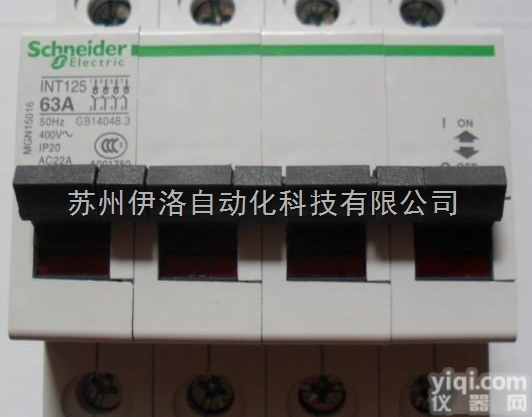 Schneider
Electric
INT125
63A
50Hz GB14048.3
400V~
IP20
AC22A
MGN15016
CCC
I ON
苏州伊洛自动化科技有限公司
yiqi.com
仪器网